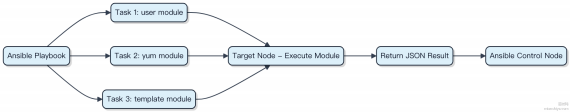 Task 1: user module
Ansible Playbook
Task 2: yum module
Target Node - Execute Module
Return JSON Result
Ansible Control Node
Task 3: template module